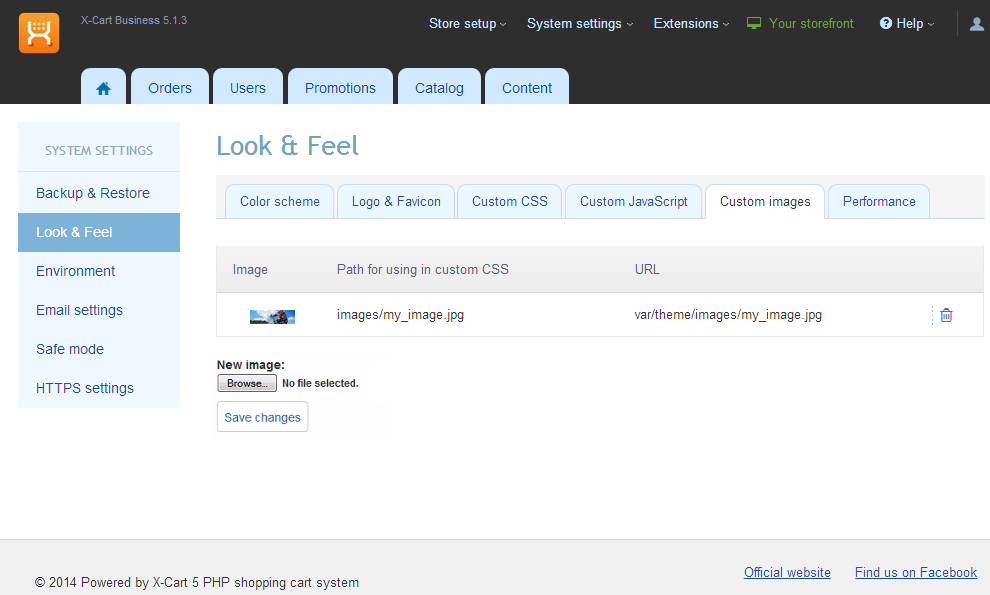 X-Cart Business 5.1.3
Store setup System settings Extensions Your storefront Help
Orders Users Promotions Catalog Content
SYSTEM SETTINGS
Backup & Restore
Look & Feel
Environment
Email settings
Safe mode
HTTPS settings
Look & Feel
Color scheme Logo & Favicon Custom CSS Custom JavaScript Custom images Performance
Image Path for using in custom CSS URL
images/my_image.jpg var/theme/images/my_image.jpg
New image:
Browse... No file selected.
Save changes
© 2014 Powered by X-Cart 5 PHP shopping cart system
Official website Find us on Facebook